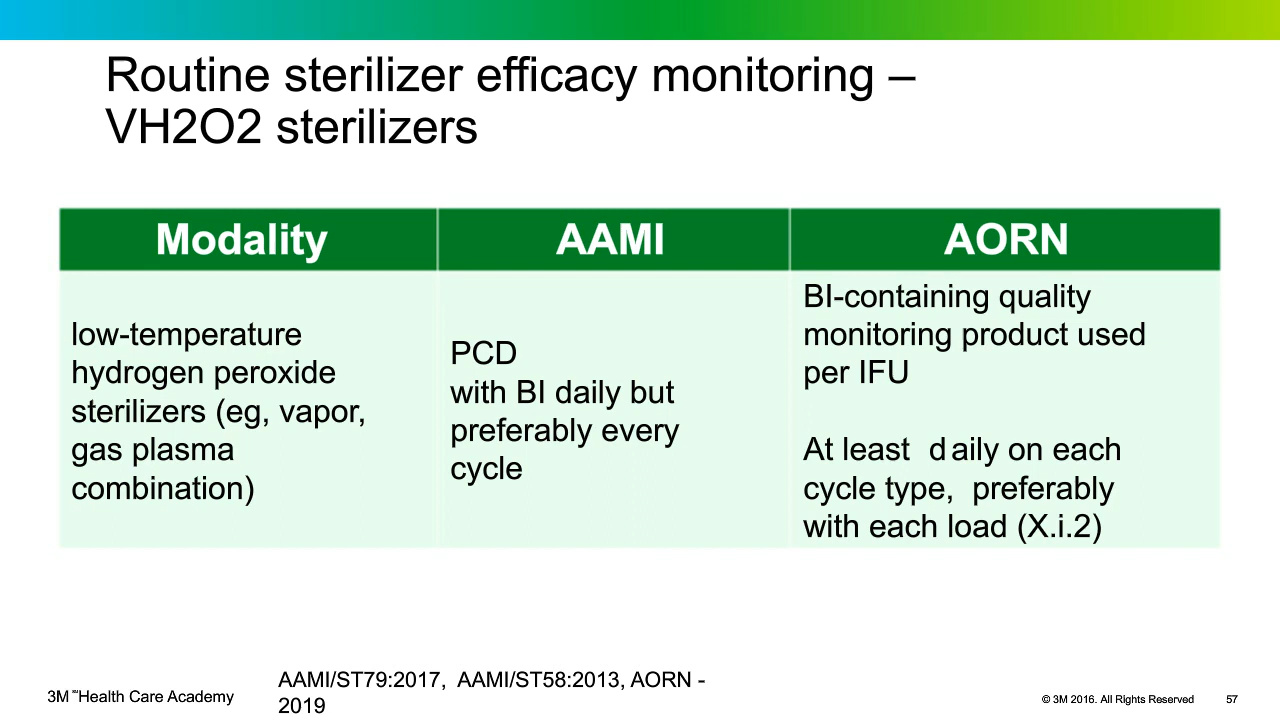 Routine sterilizer efficacy monitoring –
VH2O2 sterilizers
Modality
AAMI
AORN
low-temperature
hydrogen peroxide
sterilizers (eg, vapor,
gas plasma
combination)
PCD
with BI daily but
preferably every
cycle
BI-containing quality
monitoring product used
per IFU
At least daily on each
cycle type, preferably
with each load (X.i.2)
3M℠ Health Care Academy
AAMI/ST79:2017, AAMI/ST58:2013, AORN -
2019
© 3M 2016. All Rights Reserved
57